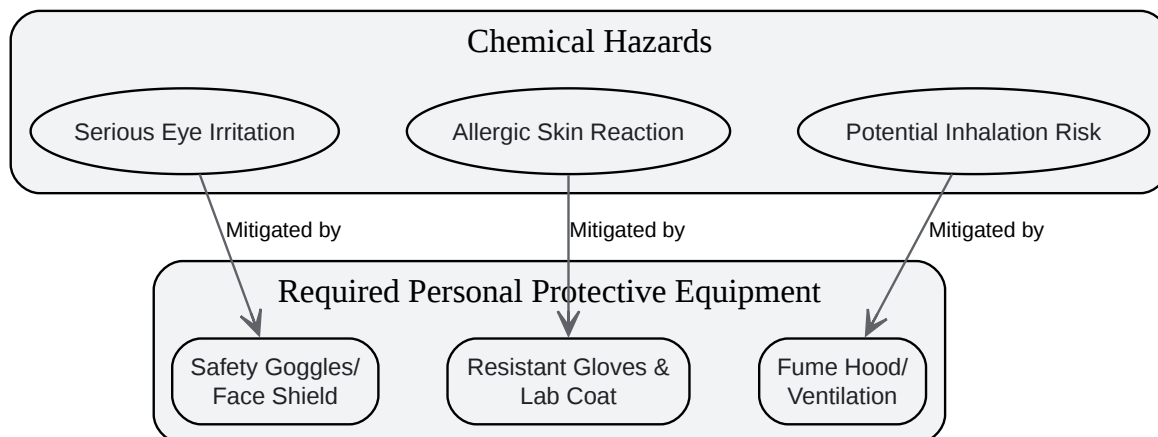 Chemical Hazards
Serious Eye Irritation
Allergic Skin Reaction
Potential Inhalation Risk
Mitigated by
Mitigated by
Mitigated by
Required Personal Protective Equipment
Safety Goggles/
Face Shield
Resistant Gloves &
Lab Coat
Fume Hood/
Ventilation